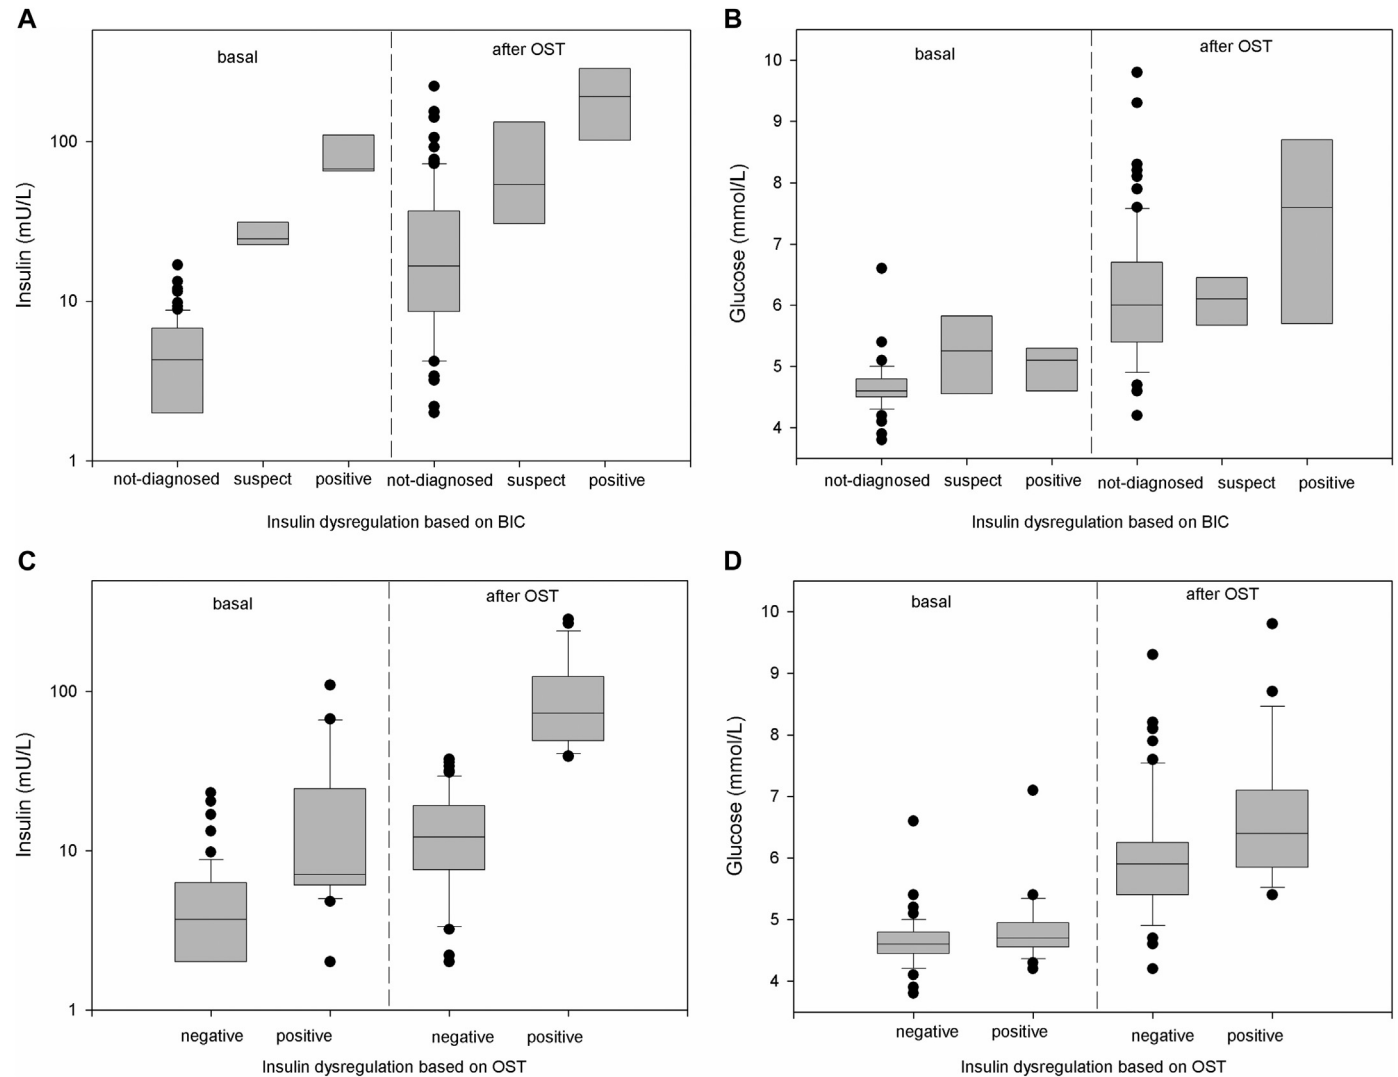 A
basal
after OST
Insulin (mU/L)
100
10
1
not-diagnosed suspect positive not-diagnosed suspect positive
Insulin dysregulation based on BIC
B
basal
after OST
Glucose (mmol/L)
10
9
8
7
6
5
4
not-diagnosed suspect positive not-diagnosed suspect positive
Insulin dysregulation based on BIC
C
basal
after OST
Insulin (mU/L)
100
10
1
negative positive negative positive
Insulin dysregulation based on OST
D
basal
after OST
Glucose (mmol/L)
10
9
8
7
6
5
4
negative positive negative positive
Insulin dysregulation based on OST